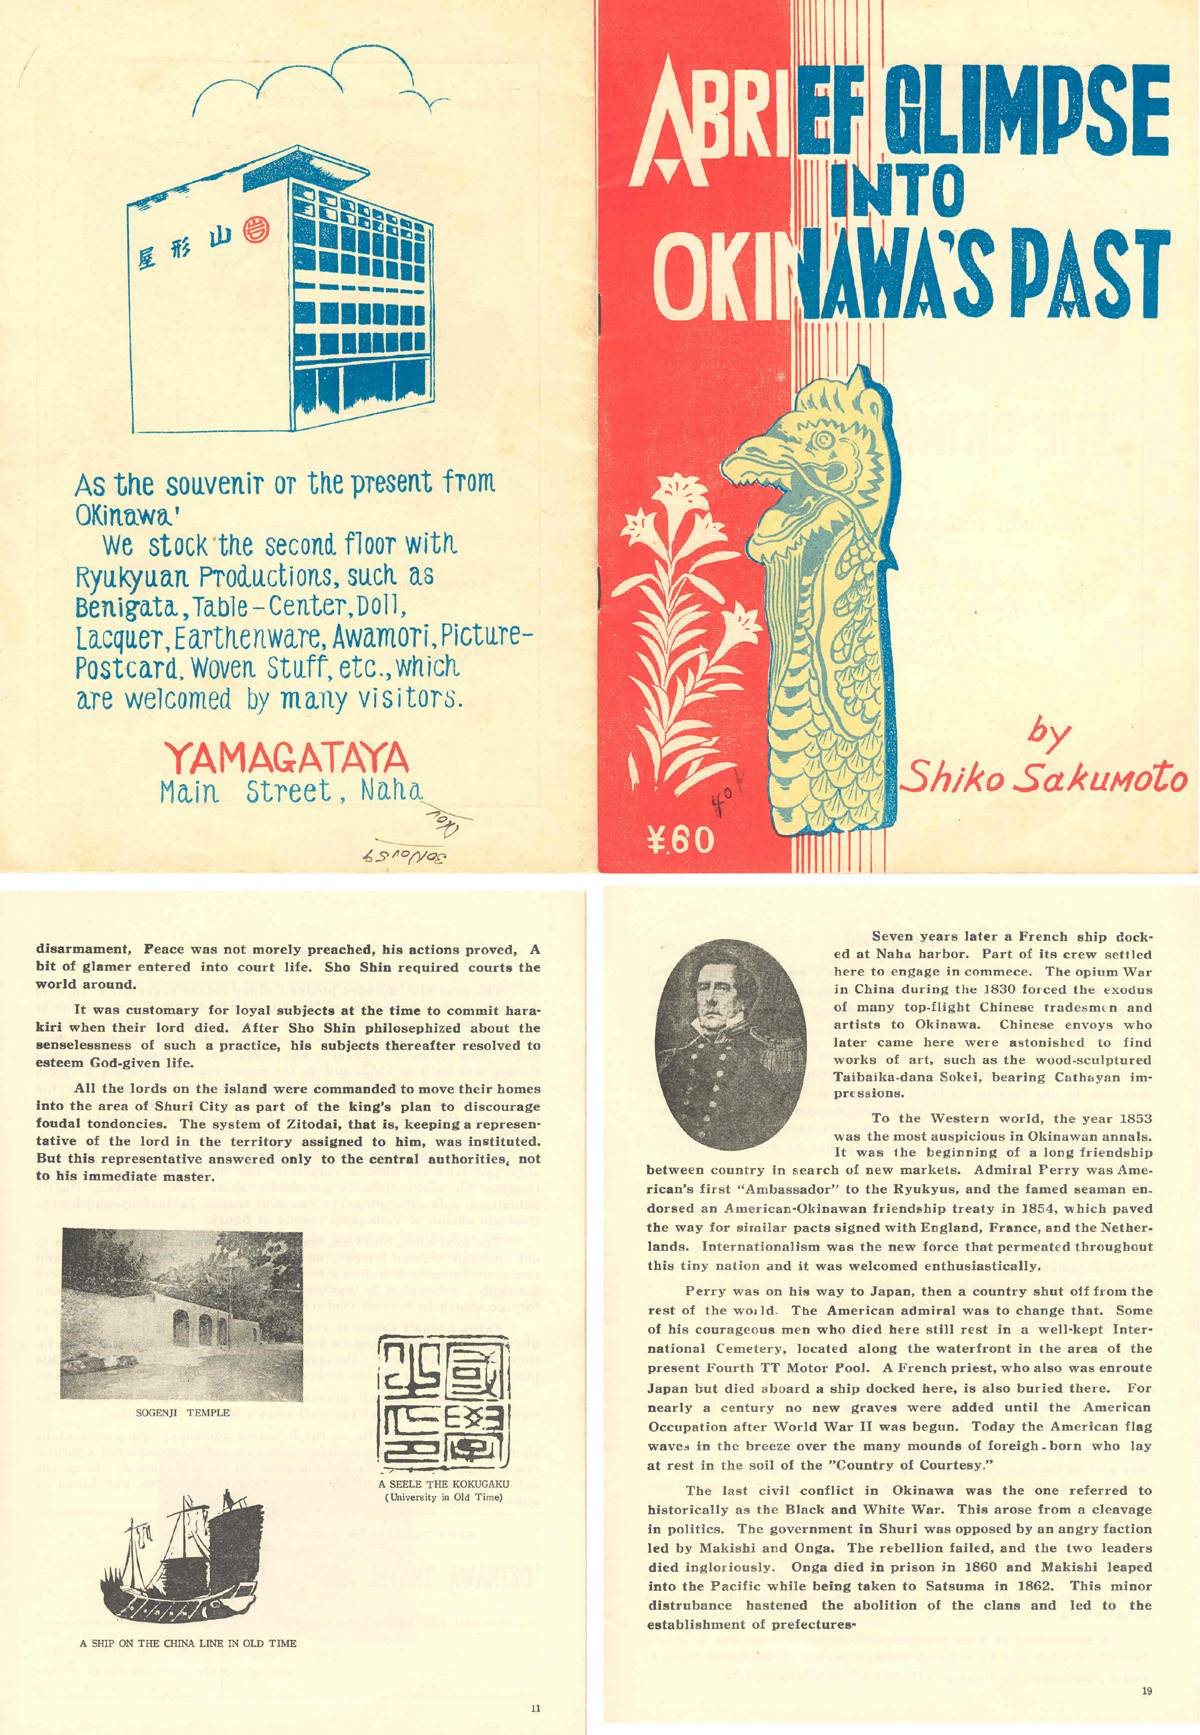 山形屋
As the souvenir or the present from
Okinawa'
We stock the second floor with
Ryukyuan Productions, such as
Benigata, Table-Center, Doll,
Lacquer, Earthenware, Awamori, Picture-
Postcard, Woven Stuff, etc., which
are welcomed by many visitors.
YAMAGATAYA
Main Street, Naha
30 Nov 59
A BRIEF GLIMPSE
INTO
OKINAWA'S PAST
by
Shiko Sakumoto
¥.60
disarmament, Peace was not morely preached, his actions proved, A
bit of glamer entered into court life. Sho Shin required courts the
world around.
It was customary for loyal subjects at the time to commit hara-
kiri when their lord died. After Sho Shin philosephized about the
senselessness of such a practice, his subjects thereafter resolved to
esteem God-given life.
All the lords on the island were commanded to move their homes
into the area of Shuri City as part of the king's plan to discourage
foudal tondoncies. The system of Zitodai, that is, keeping a represen-
tative of the lord in the territory assigned to him, was instituted.
But this representative answered only to the central authorities, not
to his immediate master.
SOGENJI TEMPLE
A SEELE THE KOKUGAKU
(University in Old Time)
A SHIP ON THE CHINA LINE IN OLD TIME
11
Seven years later a French ship dock-
ed at Naha harbor. Part of its crew settled
here to engage in commece. The opium War
in China during the 1830 forced the exodus
of many top-flight Chinese tradesmen and
artists to Okinawa. Chinese envoys who
later came here were astonished to find
works of art, such as the wood-sculptured
Taibaika-dana Sokei, bearing Cathayan im-
pressions.
To the Western world, the year 1853
was the most auspicious in Okinawan annals.
It was the beginning of a long friendship
between country in search of new markets. Admiral Perry was Ame-
rican's first "Ambassador" to the Ryukyus, and the famed seaman en-
dorsed an American-Okinawan friendship treaty in 1854, which paved
the way for similar pacts signed with England, France, and the Nether-
lands. Internationalism was the new force that permeated throughout
this tiny nation and it was welcomed enthusiastically.
Perry was on his way to Japan, then a country shut off from the
rest of the world. The American admiral was to change that. Some
of his courageous men who died here still rest in a well-kept Inter-
national Cemetery, located along the waterfront in the area of the
present Fourth TT Motor Pool. A French priest, who also was enroute
Japan but died aboard a ship docked here, is also buried there. For
nearly a century no new graves were added until the American
Occupation after World War II was begun. Today the American flag
waves in the breeze over the many mounds of foreigh-born who lay
at rest in the soil of the "Country of Courtesy."
The last civil conflict in Okinawa was the one referred to
historically as the Black and White War. This arose from a cleavage
in politics. The government in Shuri was opposed by an angry faction
led by Makishi and Onga. The rebellion failed, and the two leaders
died ingloriously. Onga died in prison in 1860 and Makishi leaped
into the Pacific while being taken to Satsuma in 1862. This minor
distrubance hastened the abolition of the clans and led to the
establishment of prefectures-
19